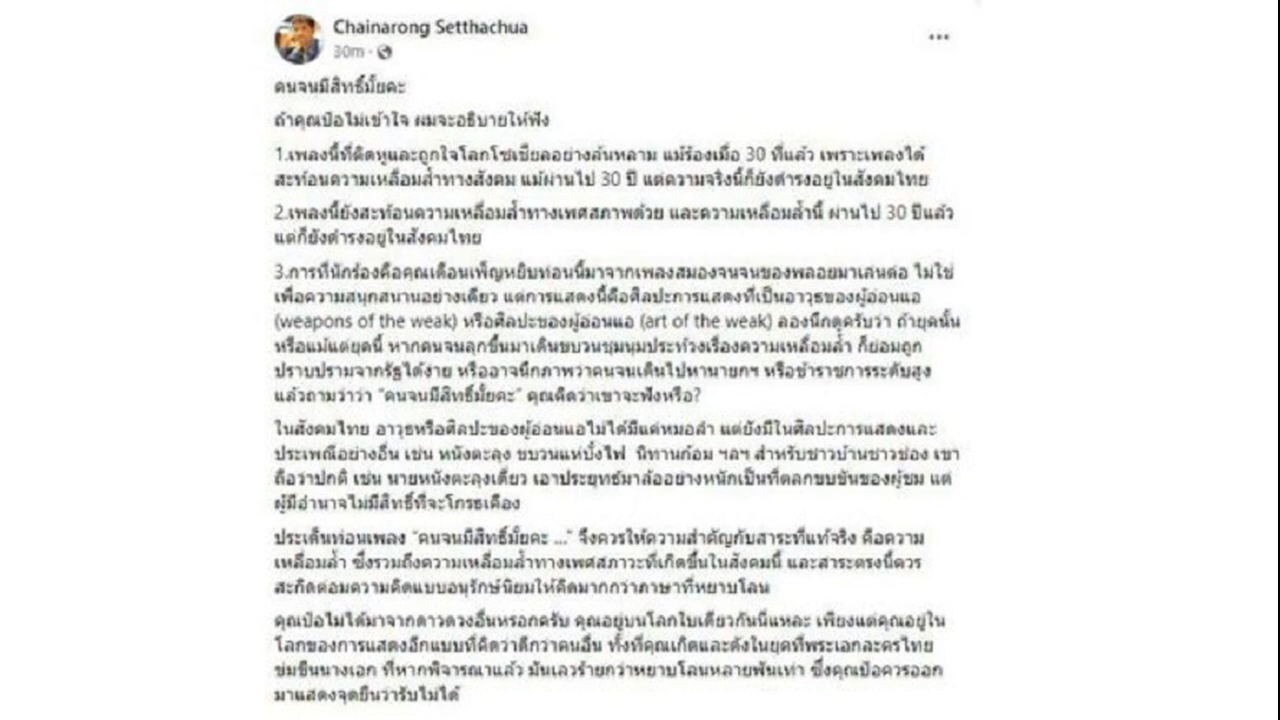 Chainarong Setthachua
30m
คนจนมีสิทธิ์มั้ยคะ
ถ้าคุณป๋อไม่เข้าใจ ผมจะอธิบายให้ฟัง
1.เพลงนี้ที่ติดหูและถูกใจโลกโซเชียลอย่างล้นหลาม แม้ร้องเมื่อ 30 ที่แล้ว เพราะเพลงได้
สะท้อนความเหลื่อมล้ำทางสังคม แม้ผ่านไป 30 ปี แต่ความจริงนี้ก็ยังดำรงอยู่ในสังคมไทย
2.เพลงนี้ยังสะท้อนความเหลื่อมล้ำทางเพศสภาพด้วย และความเหลื่อมล้ำนี้ ผ่านไป 30 ปีแล้ว
แต่ก็ยังดำรงอยู่ในสังคมไทย
3.การที่นักร้องคือคุณเดือนเพ็ญหยิบท่อนนี้มาจากเพลงสมองจนจนของพลอยมาเล่นต่อ ไม่ใช่
เพื่อความสนุกสนานอย่างเดียว แต่การแสดงนี้คือศิลปะการแสดงที่เป็นอาวุธของผู้อ่อนแอ
(weapons of the weak) หรือศิลปะของผู้อ่อนแอ (art of the weak) ลองนึกดูครับว่า ถ้ายุคนั้น
หรือแม้แต่ยุคนี้ หากคนจนลุกขึ้นมาเดินขบวนชุมนุมประท้วงเรื่องความเหลื่อมล้ำ ก็ย่อมถูก
ปราบปรามจากรัฐได้ง่าย หรืออาจนึกภาพว่าคนจนเดินไปหานายกฯ หรือข้าราชการระดับสูง
แล้วถามว่าว่า "คนจนมีสิทธิ์มั้ยคะ" คุณคิดว่าเขาจะฟังหรือ?
ในสังคมไทย อาวุธหรือศิลปะของผู้อ่อนแอไม่ได้มีแค่หมอลำ แต่ยังมีในศิลปะการแสดงและ
ประเพณีอย่างอื่น เช่น หนังตะลุง ขบวนแห่บั้งไฟ นิทานก้อม ฯลฯ สำหรับชาวบ้านชาวช่อง เขา
ถือว่าปกติ เช่น นายหนังตะลุงเดี่ยว เอาประยุทธ์มาล้ออย่างหนักเป็นที่ตลกขบขันของผู้ชม แต่
ผู้มีอำนาจไม่มีสิทธิ์ที่จะโกรธเคือง
ประเด็นท่อนเพลง "คนจนมีสิทธิ์มั้ยคะ ..." จึงควรให้ความสำคัญกับสาระที่แท้จริง คือความ
เหลื่อมล้ำ ซึ่งรวมถึงความเหลื่อมล้ำทางเพศสภาวะที่เกิดขึ้นในสังคมนี้ และสาระตรงนี้ควร
สะกิดต่อมความคิดแบบอนุรักษ์นิยมให้คิดมากกว่าภาษาที่หยาบโลน
คุณป๋อไม่ได้มาจากดาวดวงอื่นหรอกครับ คุณอยู่บนโลกใบเดียวกันนี่แหละ เพียงแต่คุณอยู่ใน
โลกของการแสดงอีกแบบที่คิดว่าดีกว่าคนอื่น ทั้งที่คุณเกิดและดังในยุคที่พระเอกละครไทย
ข่มขืนนางเอก ที่หากพิจารณาแล้ว มันเลวร้ายกว่าหยาบโลนหลายพันเท่า ซึ่งคุณป๋อควรออก
มาแสดงจุดยืนว่ารับไม่ได้